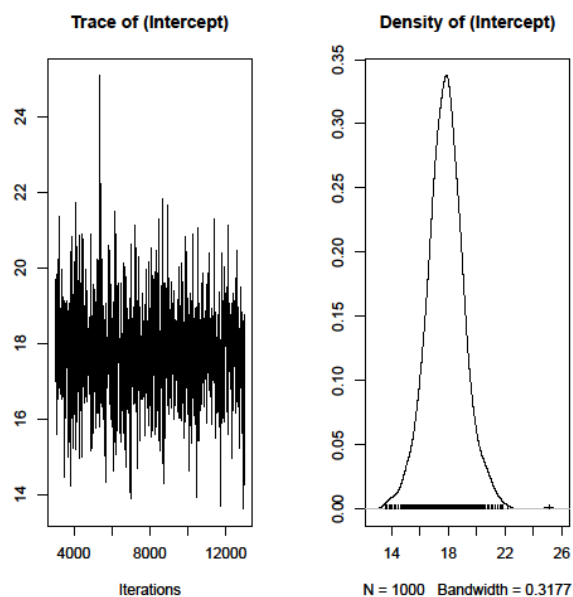 Trace of (Intercept)
24
22
20
18
16
14
4000 8000 12000
Iterations
Density of (Intercept)
0.35
0.30
0.25
0.20
0.15
0.10
0.05
0.00
14 18 22 26
N = 1000 Bandwidth = 0.3177